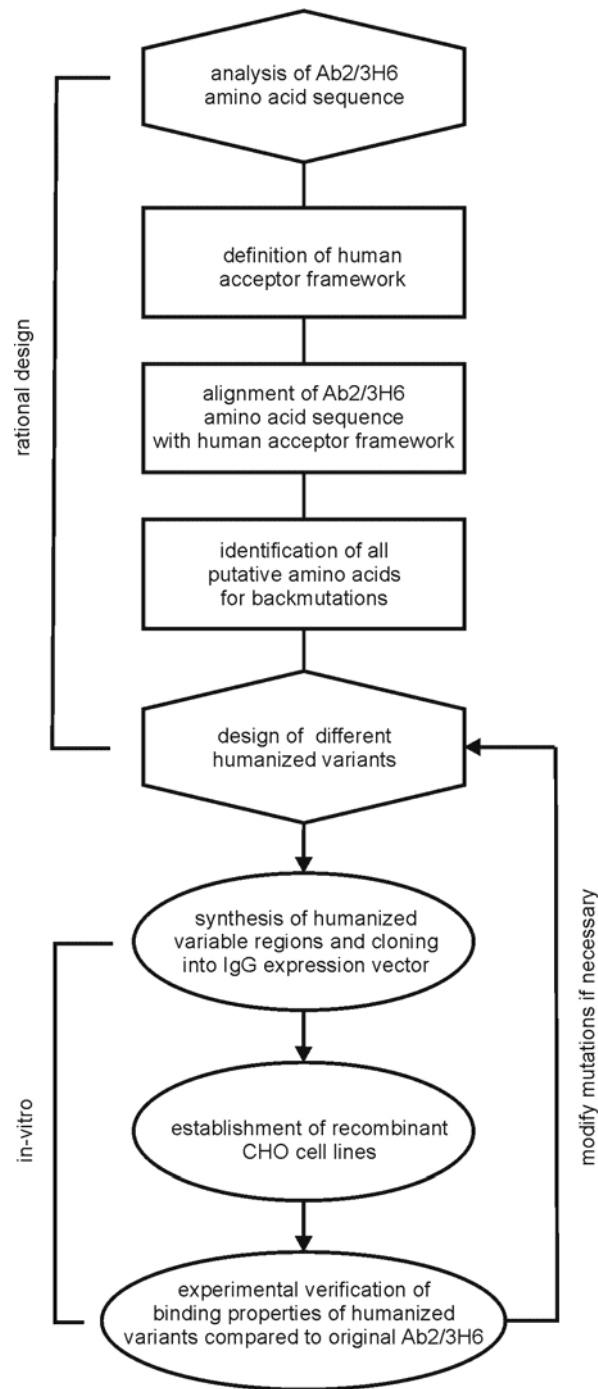 analysis of Ab2/3H6
amino acid sequence
definition of human
acceptor framework
alignment of Ab2/3H6
amino acid sequence
with human acceptor framework
identification of all
putative amino acids
for backmutations
design of different
humanized variants
rational design
synthesis of humanized
variable regions and cloning
into IgG expression vector
establishment of recombinant
CHO cell lines
experimental verification of
binding properties of humanized
variants compared to original Ab2/3H6
in-vitro
modify mutations if necessary